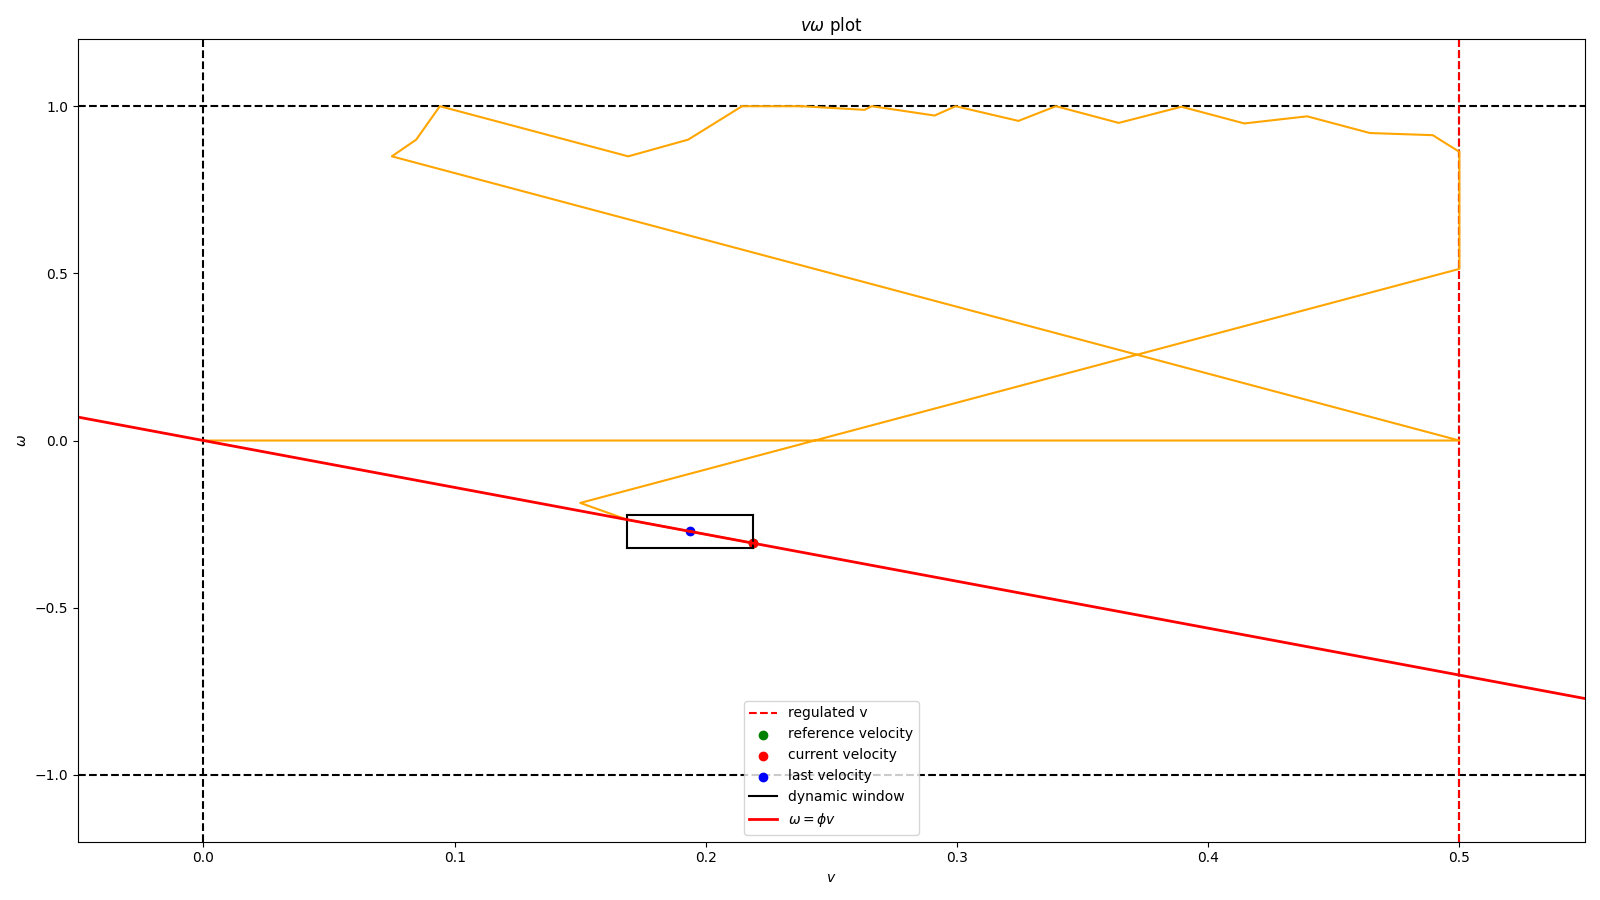 vω plot
1.0
0.5
0.0
−0.5
−1.0
ω
0.0
0.1
0.2
0.3
0.4
0.5
v
regulated v
reference velocity
current velocity
last velocity
dynamic window
ω = ϕv